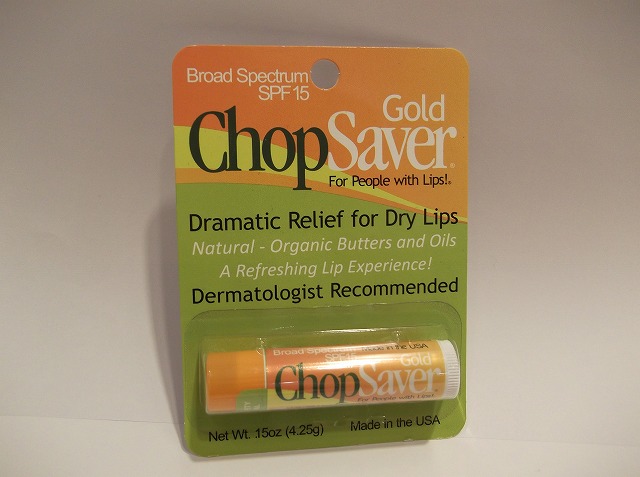 Broad Spectrum
SPF 15
Gold
ChopSaver®
For People with Lips!®
Dramatic Relief for Dry Lips
Natural - Organic Butters and Oils
A Refreshing Lip Experience!
Dermatologist Recommended
Broad Spectrum Made in the USA
SPF15
Gold
ChopSaver
For People with Lips!
Net Wt. .15oz (4.25g)
Made in the USA